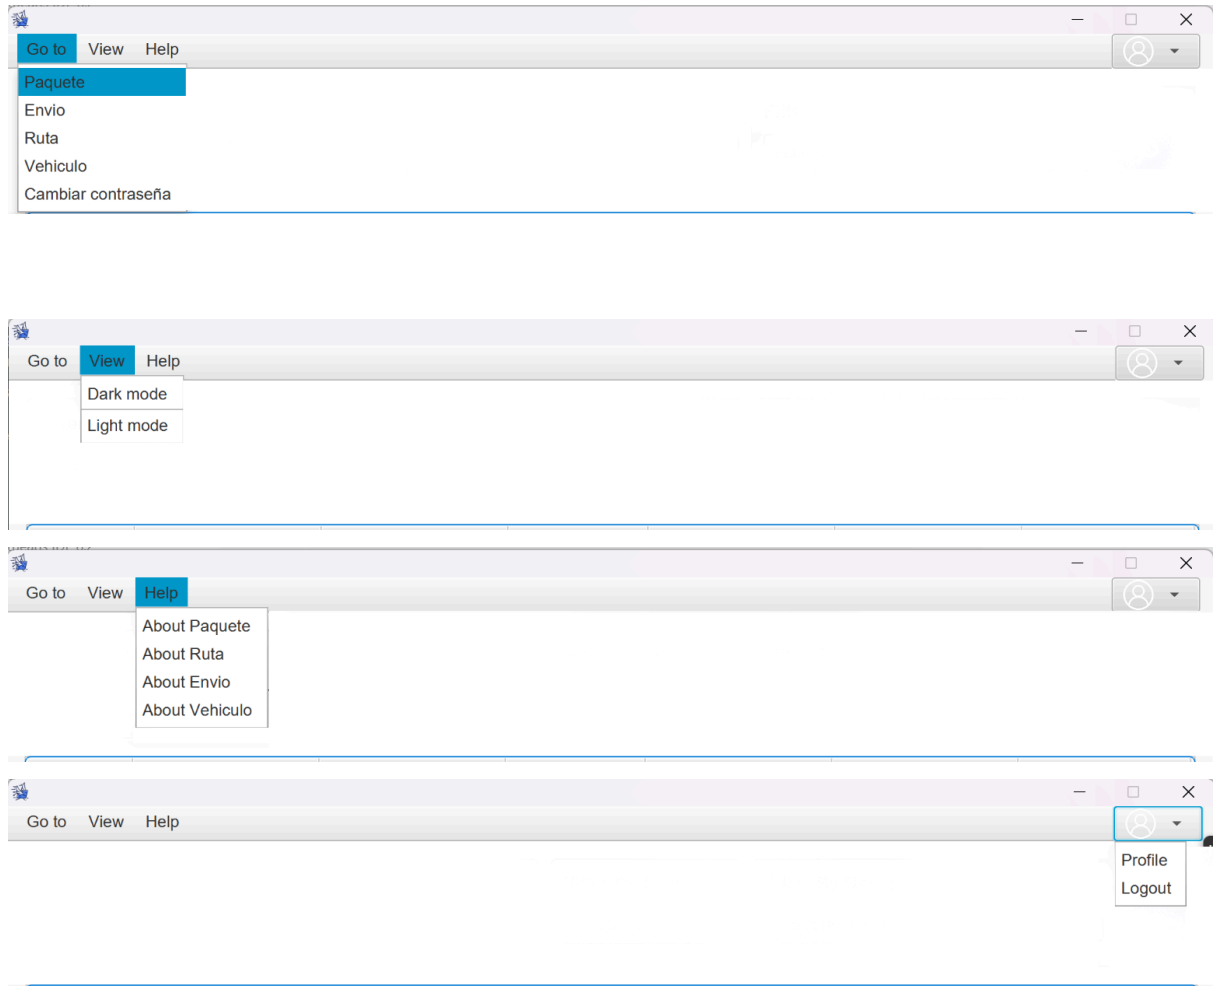 Go to View Help
Paquete
Envio
Ruta
Vehiculo
Cambiar contraseña
Go to View Help
Dark mode
Light mode
Go to View Help
About Paquete
About Ruta
About Envio
About Vehiculo
Go to View Help
Profile
Logout